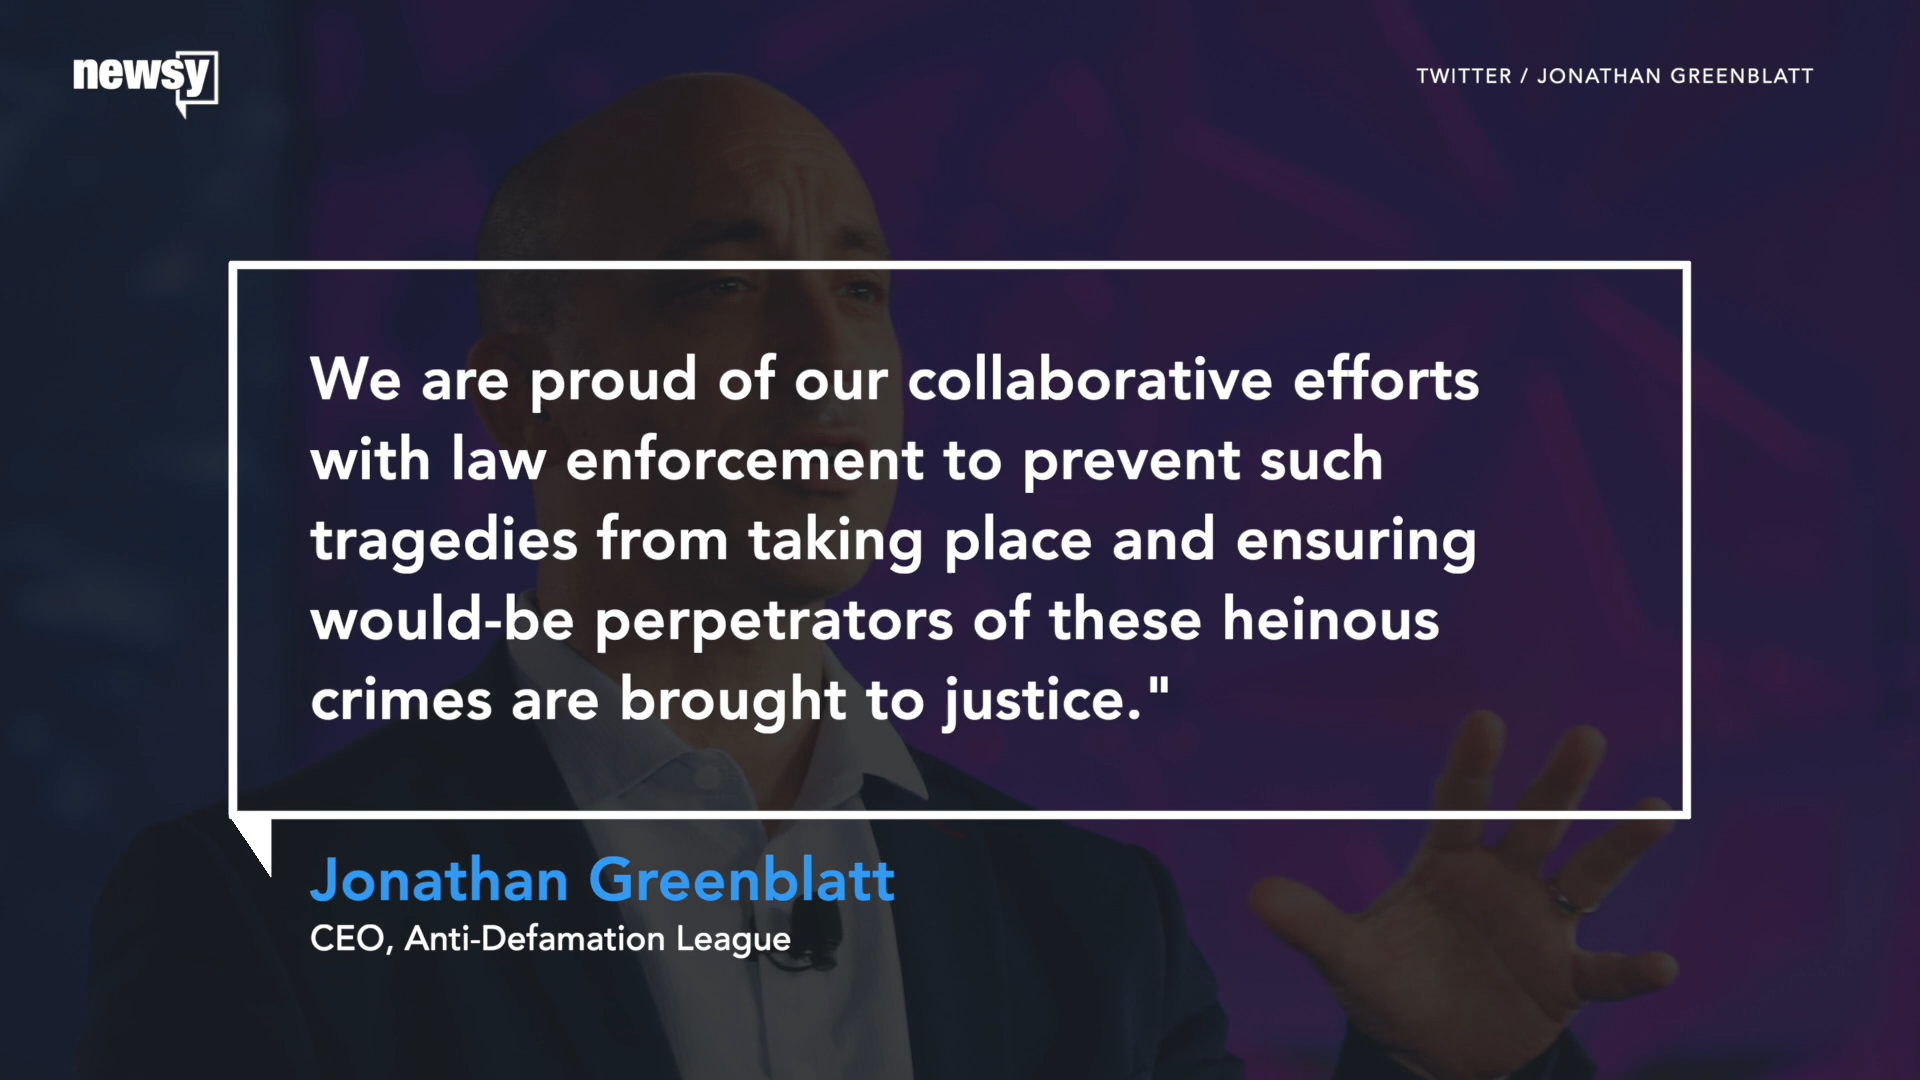 newsy
TWITTER / JONATHAN GREENBLATT
We are proud of our collaborative efforts
with law enforcement to prevent such
tragedies from taking place and ensuring
would-be perpetrators of these heinous
crimes are brought to justice."
Jonathan Greenblatt
CEO, Anti-Defamation League